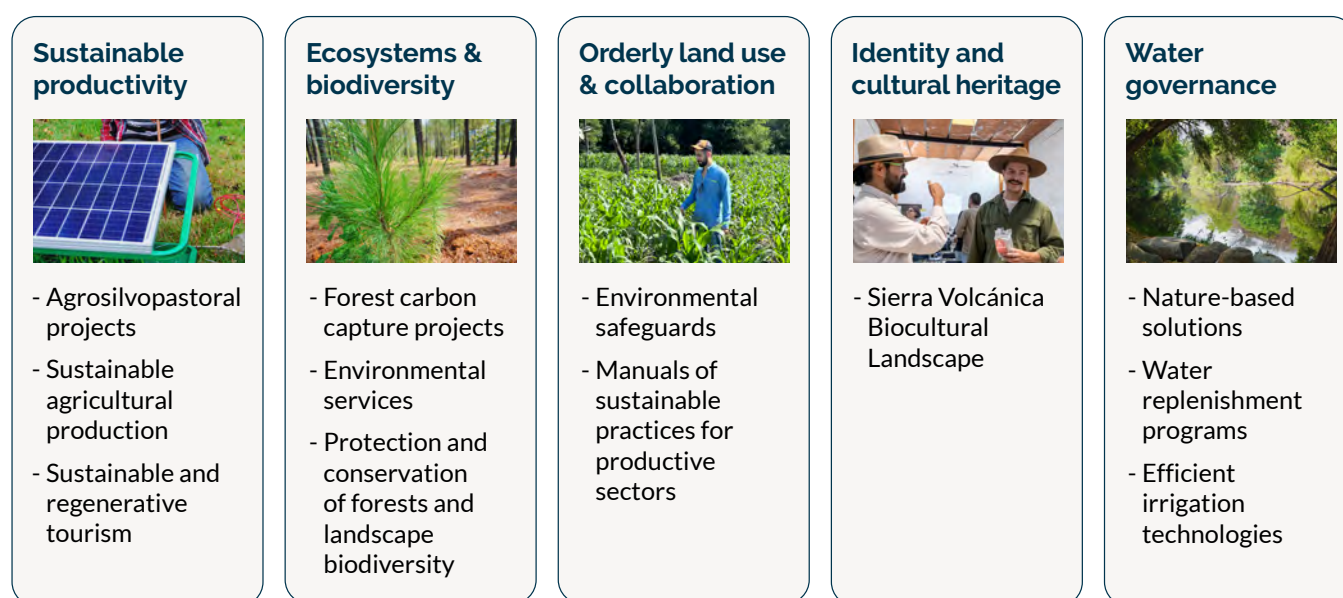 Sustainable
productivity
- Agrosilvopastoral
projects
- Sustainable
agricultural
production
- Sustainable and
regenerative
tourism
Ecosystems &
biodiversity
- Forest carbon
capture projects
- Environmental
services
- Protection and
conservation
of forests and
landscape
biodiversity
Orderly land use
& collaboration
- Environmental
safeguards
- Manuals of
sustainable
practices for
productive
sectors
Identity and
cultural heritage
- Sierra Volcánica
Biocultural
Landscape
Water
governance
- Nature-based
solutions
- Water
replenishment
programs
- Efficient
irrigation
technologies